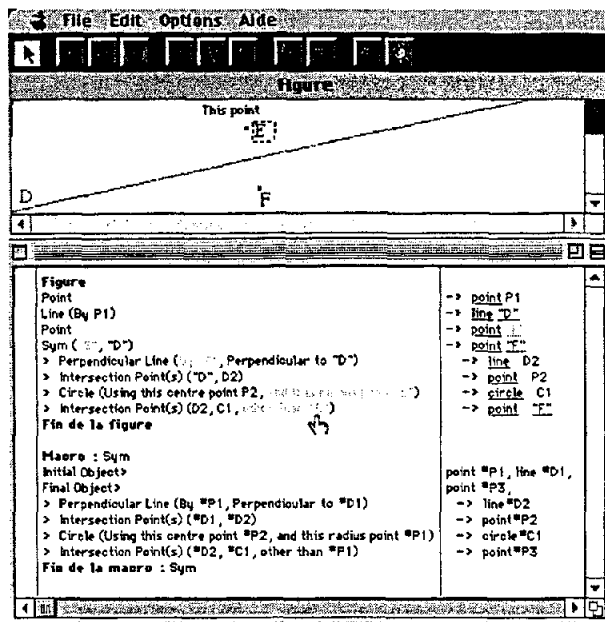 File Edit Options Aide
Figure
This point
E
D
F
Figure
Point -> point P1
Line (By P1) -> line "D"
Point -> point
Sym ( "E", "D") -> point "F"
> Perpendicular Line ( , Perpendicular to "D") -> line D2
> Intersection Point(s) ("D", D2) -> point P2
> Circle (Using this centre point P2, ) -> circle C1
> Intersection Point(s) (D2, C1, other than ) -> point "F"
Fin de la figure
Macro : Sym
Initial Object> point #P1, line #D1,
Final Object> point #P3,
> Perpendicular Line (By #P1, Perpendicular to #D1) -> line#D2
> Intersection Point(s) (#D1, #D2) -> point#P2
> Circle (Using this centre point #P2, and this radius point #P1) -> circle#C1
> Intersection Point(s) (#D2, #C1, other than #P1) -> point#P3
Fin de la macro : Sym